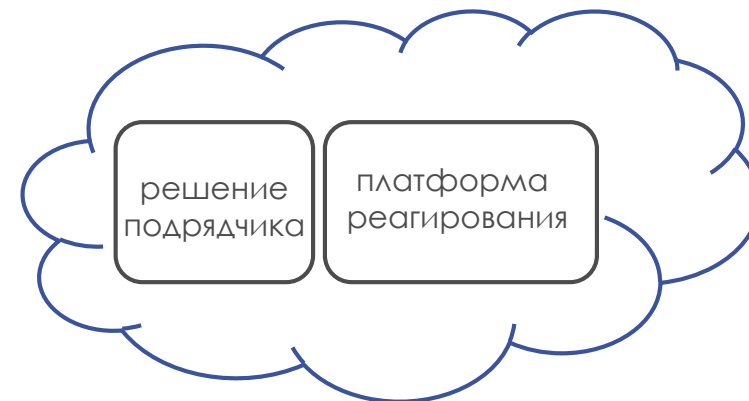 решение
подрядчика
платформа
реагирования